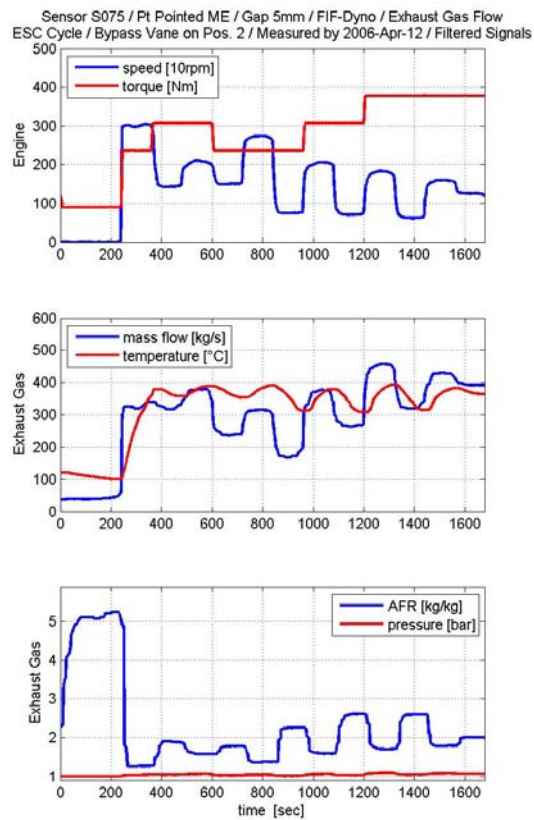 Sensor S075 / Pt Pointed ME / Gap 5mm / FIF-Dyno / Exhaust Gas Flow
ESC Cycle / Bypass Vane on Pos. 2 / Measured by 2006-Apr-12 / Filtered Signals
500
400
300
200
100
0
Engine
speed [10rpm]
torque [Nm]
0 200 400 600 800 1000 1200 1400 1600
600
500
400
300
200
100
0
Exhaust Gas
mass flow [kg/s]
temperature [°C]
0 200 400 600 800 1000 1200 1400 1600
5
4
3
2
1
Exhaust Gas
AFR [kg/kg]
pressure [bar]
0 200 400 600 800 1000 1200 1400 1600
time [sec]